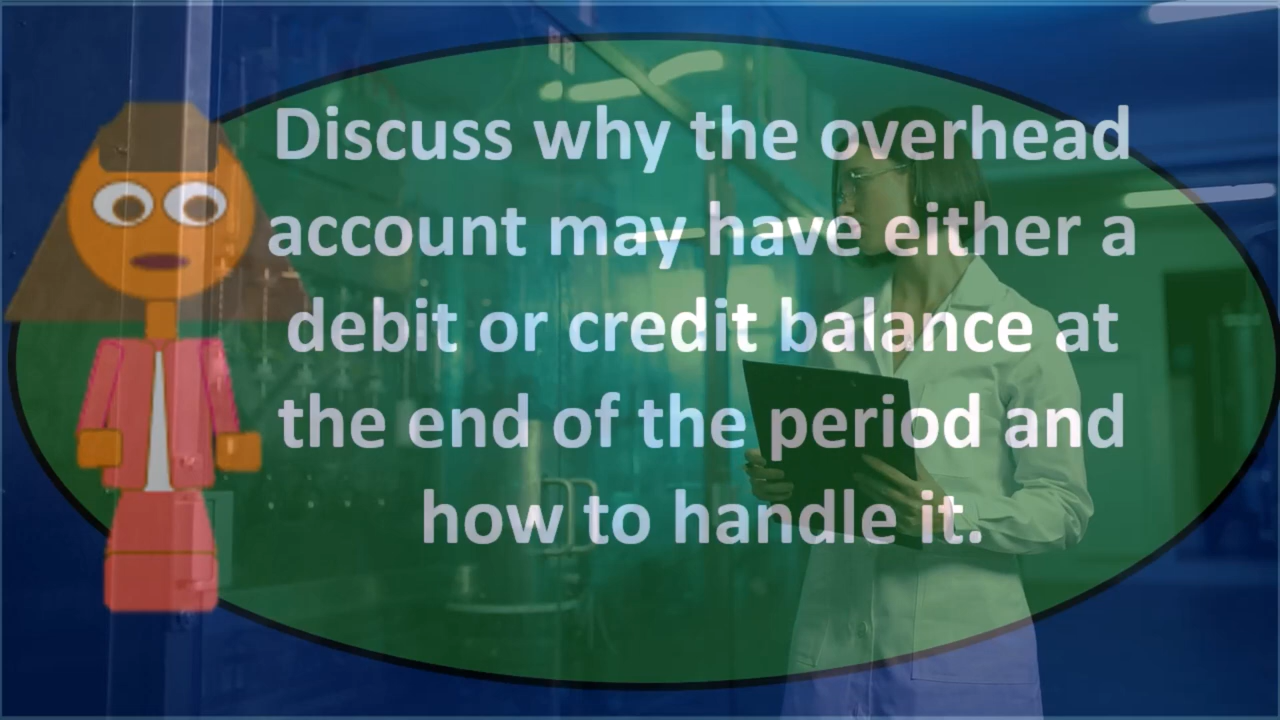 Discuss why the overhead
account may have either a
debit or credit balance at
the end of the period and
how to handle it.